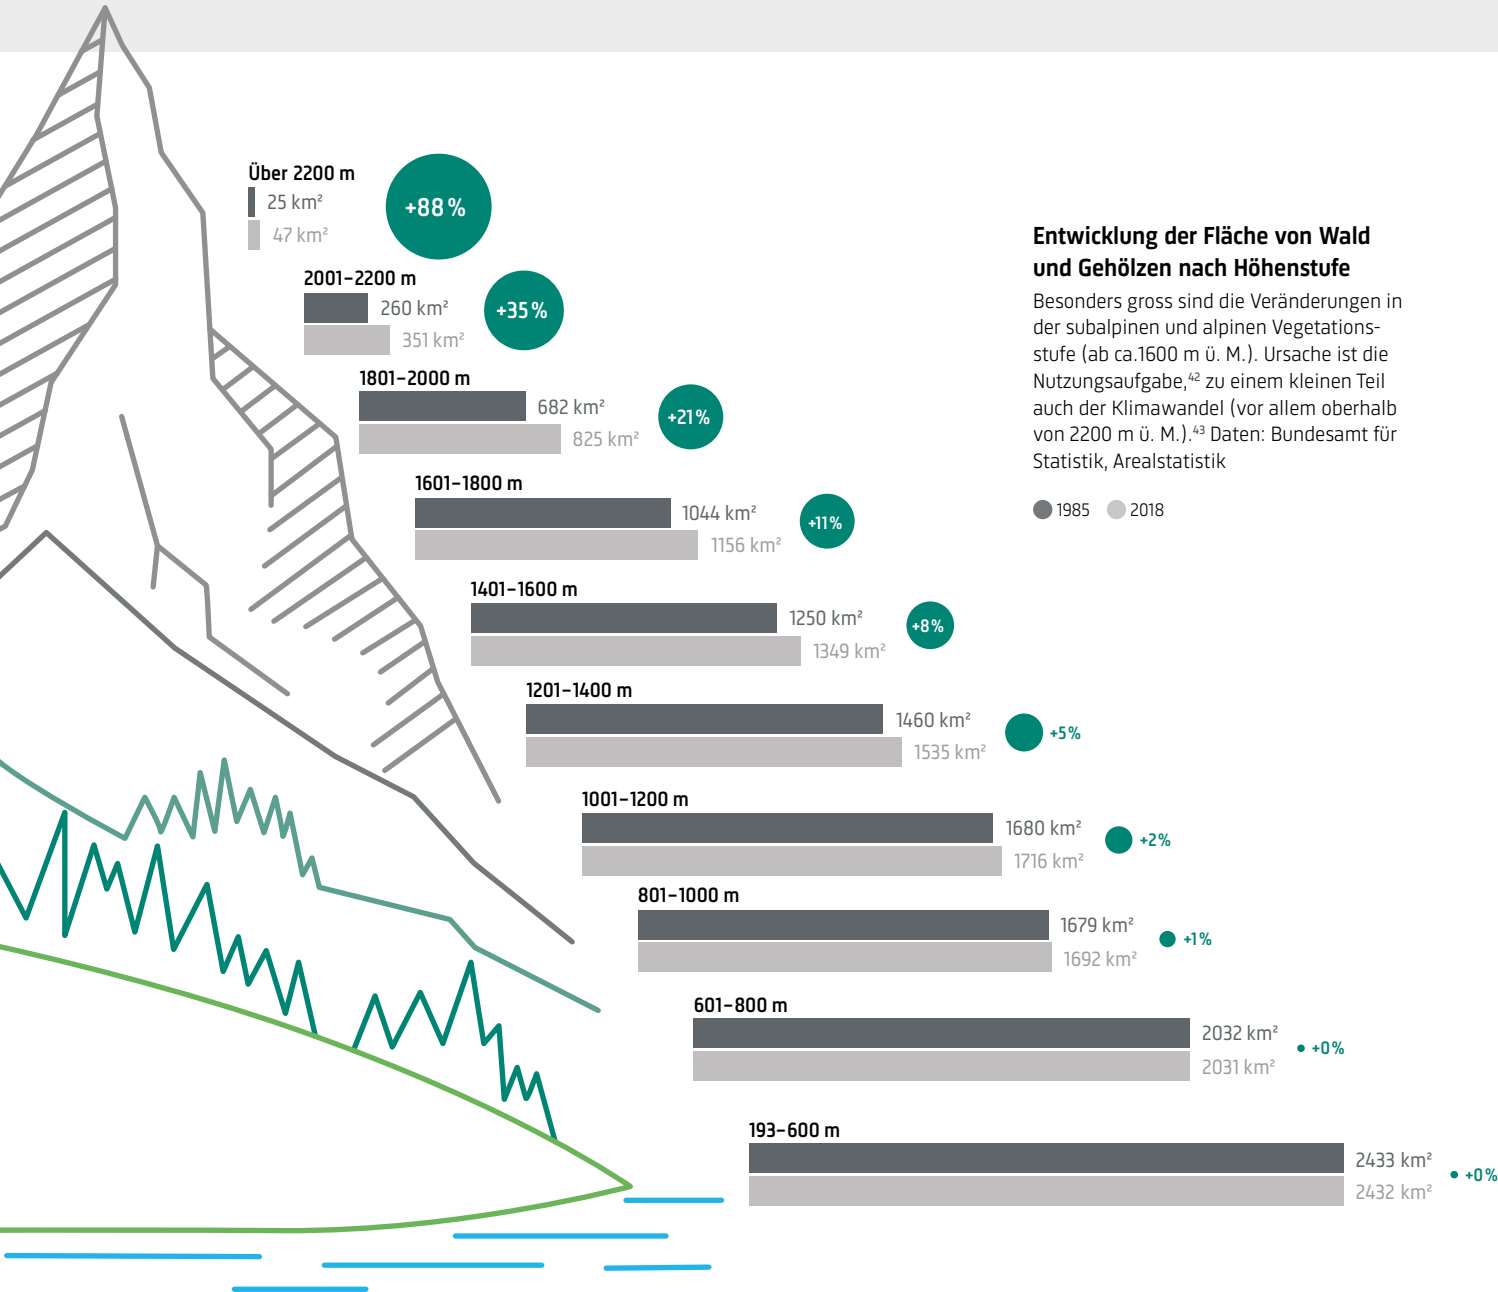 Über 2200 m
25 km²
47 km²
+88 %
2001–2200 m
260 km²
351 km²
+35 %
1801–2000 m
682 km²
825 km²
+21 %
1601–1800 m
1044 km²
1156 km²
+11 %
1401–1600 m
1250 km²
1349 km²
+8 %
1201–1400 m
1460 km²
1535 km²
+5 %
1001–1200 m
1680 km²
1716 km²
+2 %
801–1000 m
1679 km²
1692 km²
+1 %
601–800 m
2032 km²
2031 km²
+0 %
193–600 m
2433 km²
2432 km²
+0 %
Entwicklung der Fläche von Wald
und Gehölzen nach Höhenstufe
Besonders gross sind die Veränderungen in
der subalpinen und alpinen Vegetations-
stufe (ab ca.1600 m ü. M.). Ursache ist die
Nutzungsaufgabe,⁴² zu einem kleinen Teil
auch der Klimawandel (vor allem oberhalb
von 2200 m ü. M.).⁴³ Daten: Bundesamt für
Statistik, Arealstatistik
1985 2018